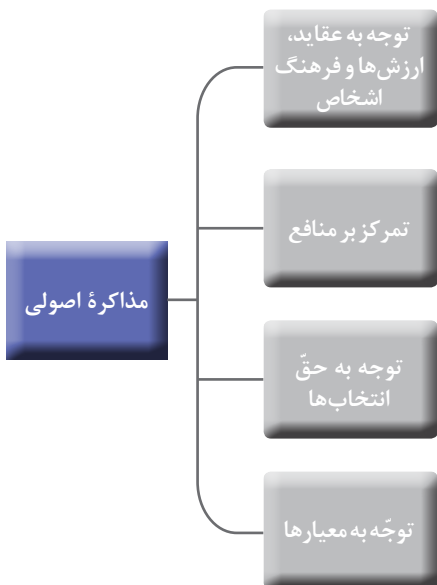 توجه به عقاید،
ارزش‌ها و فرهنگ
اشخاص
تمرکز بر منافع
مذاکرهٔ اصولی
توجه به حقّ
انتخاب‌ها
توجّه به معیارها